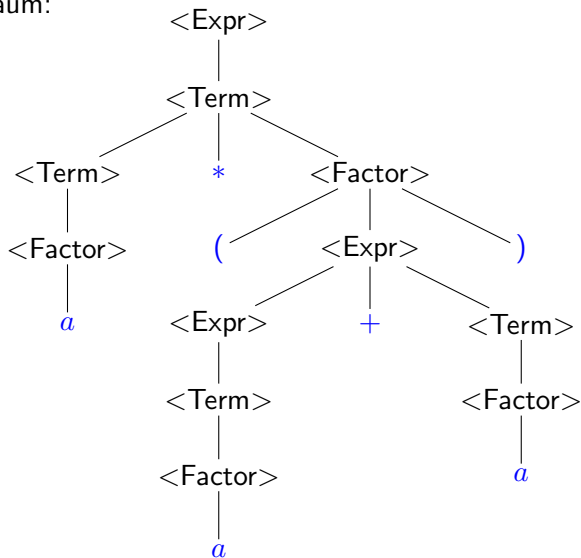 aum:
<Expr>
<Term>
<Term> * <Factor>
<Factor> ( <Expr> )
a <Expr> + <Term>
<Term> <Factor>
<Factor> a
a